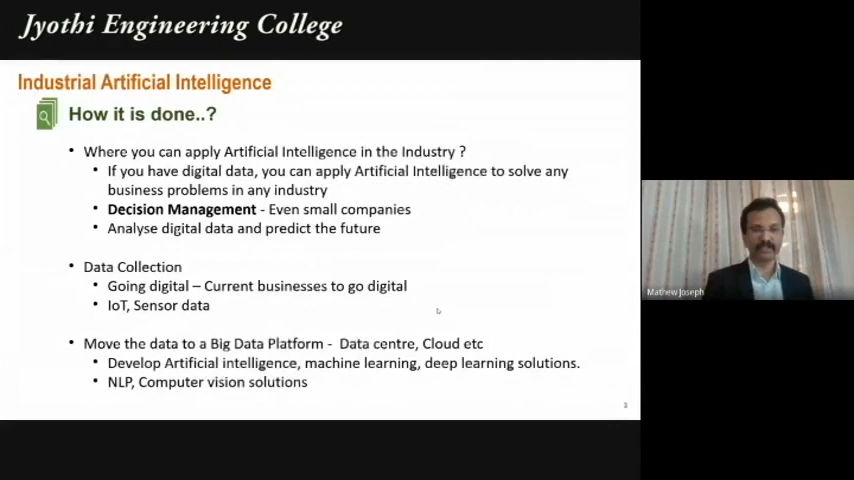 Jyothi Engineering College
Industrial Artificial Intelligence
How it is done..?
• Where you can apply Artificial Intelligence in the Industry ?
• If you have digital data, you can apply Artificial Intelligence to solve any
business problems in any industry
• Decision Management - Even small companies
• Analyse digital data and predict the future
• Data Collection
• Going digital – Current businesses to go digital
• IoT, Sensor data
• Move the data to a Big Data Platform - Data centre, Cloud etc
• Develop Artificial intelligence, machine learning, deep learning solutions.
• NLP, Computer vision solutions
3
Mathew Joseph